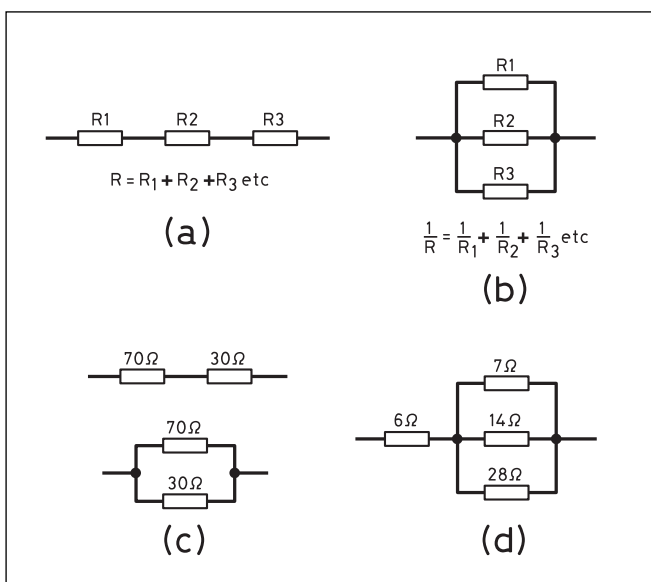 R1 R2 R3
R = R₁ + R₂ + R₃ etc
(a)
R1
R2
R3
1/R = 1/R₁ + 1/R₂ + 1/R₃ etc
(b)
70Ω 30Ω
70Ω
30Ω
(c)
7Ω
6Ω 14Ω
28Ω
(d)